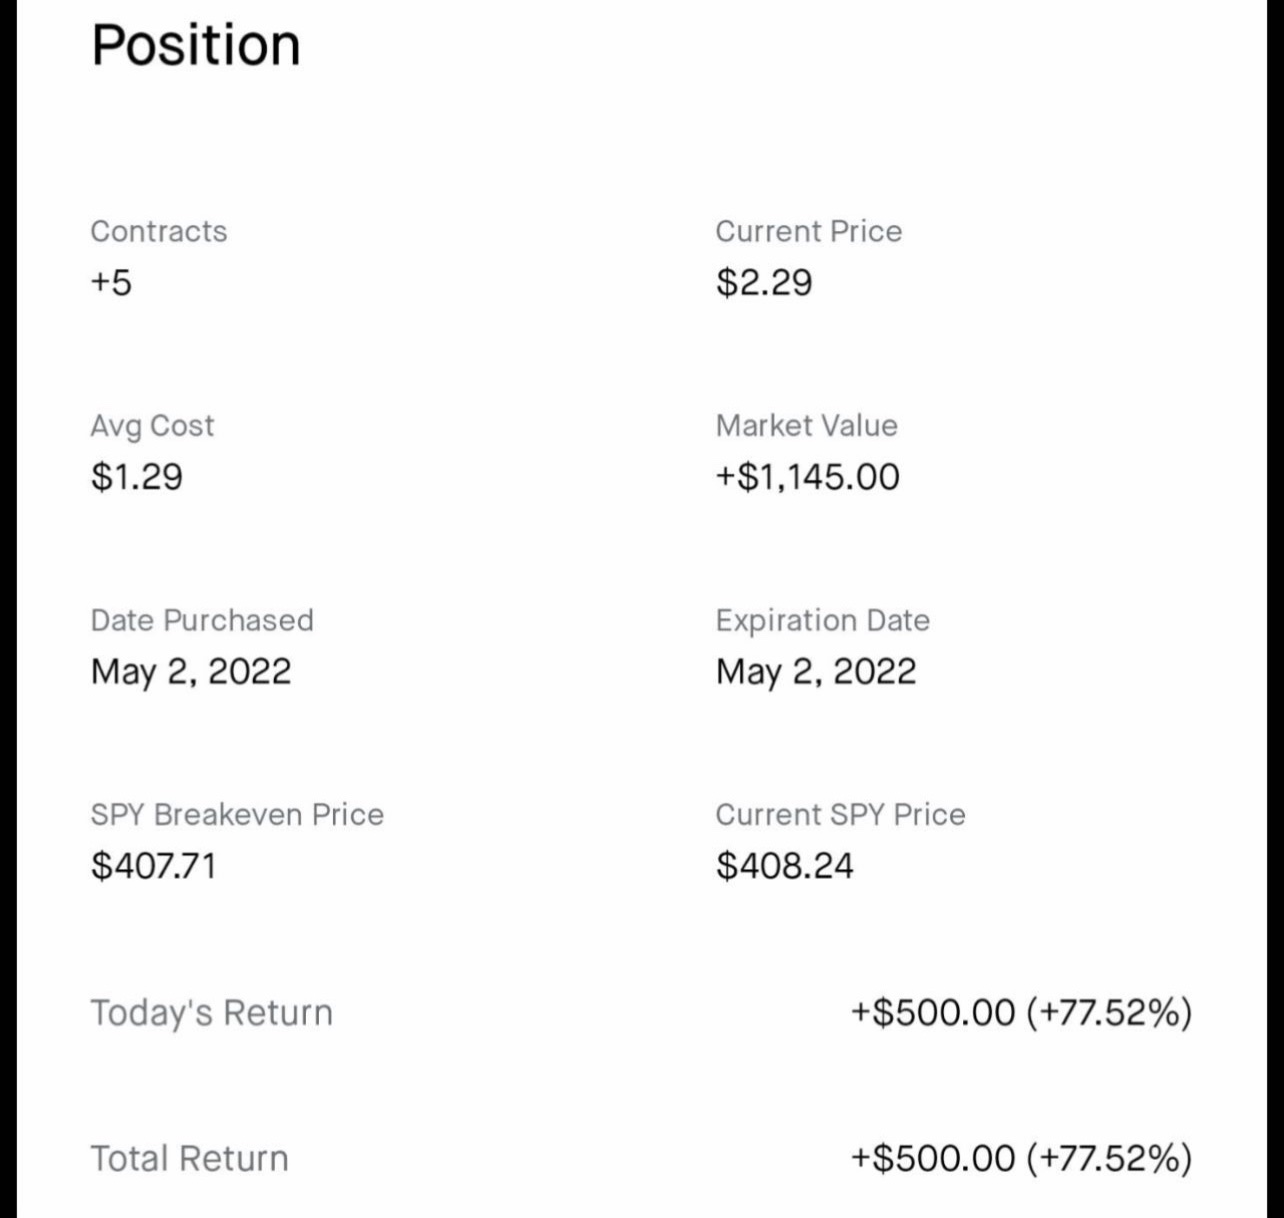 Position
Contracts
+5
Current Price
$2.29
Avg Cost
$1.29
Market Value
+$1,145.00
Date Purchased
May 2, 2022
Expiration Date
May 2, 2022
SPY Breakeven Price
$407.71
Current SPY Price
$408.24
Today's Return
+$500.00 (+77.52%)
Total Return
+$500.00 (+77.52%)